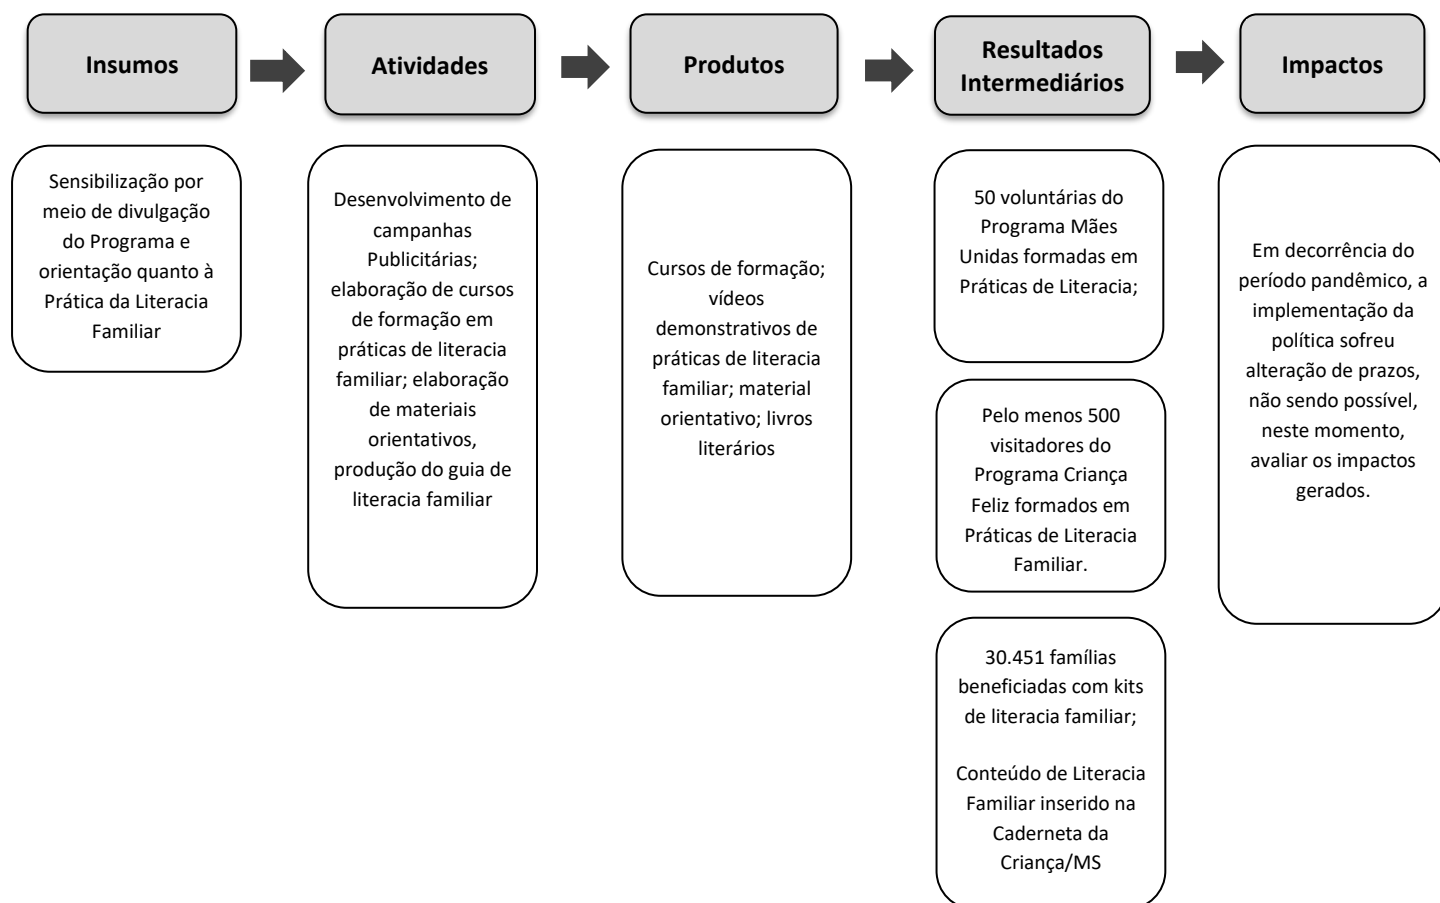 Insumos
Atividades
Produtos
Resultados
Intermediários
Impactos
Sensibilização por
meio de divulgação
do Programa e
orientação quanto à
Prática da Literacia
Familiar
Desenvolvimento de
campanhas
Publicitárias;
elaboração de cursos
de formação em
práticas de literacia
familiar; elaboração
de materiais
orientativos,
produção do guia de
literacia familiar
Cursos de formação;
vídeos
demonstrativos de
práticas de literacia
familiar; material
orientativo; livros
literários
50 voluntárias do
Programa Mães
Unidas formadas em
Práticas de Literacia;
Pelo menos 500
visitadores do
Programa Criança
Feliz formados em
Práticas de Literacia
Familiar.
30.451 famílias
beneficiadas com kits
de literacia familiar;
Conteúdo de Literacia
Familiar inserido na
Caderneta da
Criança/MS
Em decorrência do
período pandêmico, a
implementação da
política sofreu
alteração de prazos,
não sendo possível,
neste momento,
avaliar os impactos
gerados.